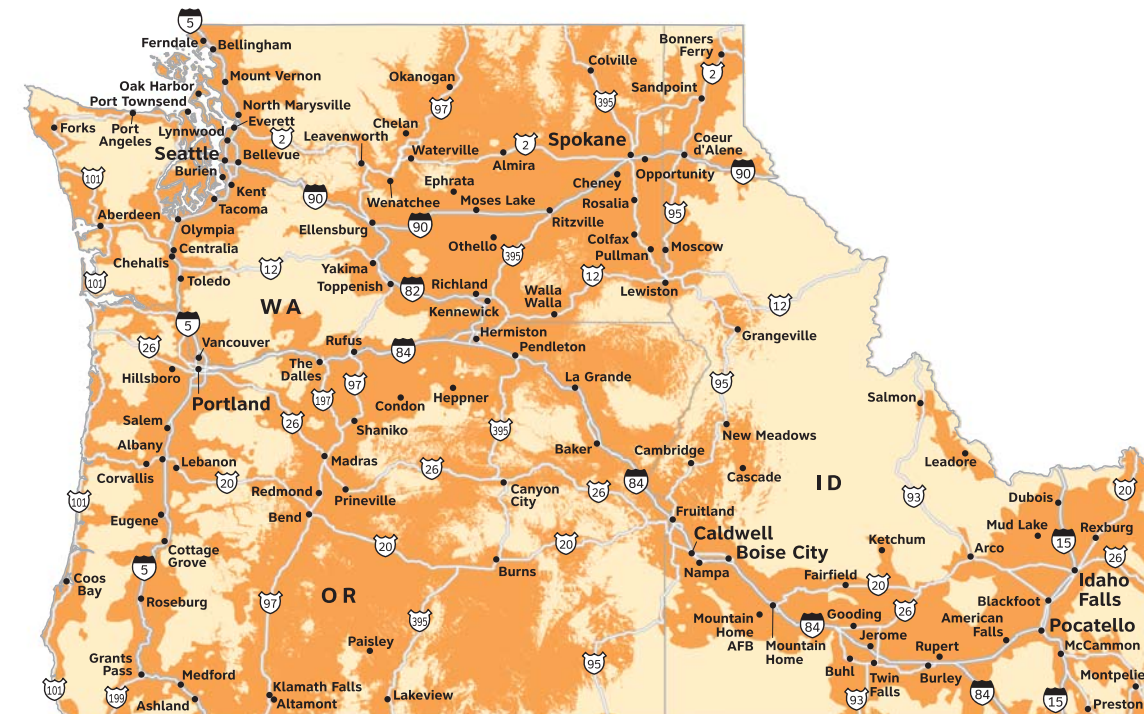 5
Ferndale
Bellingham
Bonners
Ferry
2
Colville
Mount Vernon
Okanogan
Oak Harbor
Port Townsend
Sandpoint
395
97
North Marysville
Everett
Forks
Port
Angeles
Lynnwood
2
Leavenworth
Chelan
Seattle
Bellevue
Waterville
2
Almira
Spokane
Coeur
d'Alene
Burien
Opportunity
90
101
Kent
90
Ephrata
Cheney
Wenatchee
Moses Lake
Rosalia
Tacoma
95
Aberdeen
Olympia
Ellensburg
90
Ritzville
Othello
395
Colfax
Pullman
Moscow
Centralia
Chehalis
12
Yakima
Toppenish
101
Toledo
82
Richland
Walla
Walla
12
Lewiston
12
WA
Kennewick
5
Grangeville
Hermiston
26
Vancouver
Rufus
84
Pendleton
The
Dalles
Hillsboro
97
La Grande
95
Portland
197
Condon
Heppner
Salmon
Salem
26
Shaniko
395
Albany
New Meadows
Baker
Cambridge
Lebanon
Madras
26
Leadore
Corvallis
20
Cascade
84
ID
Redmond
Prineville
Canyon
City
26
93
Dubois
20
101
Eugene
Bend
Fruitland
Mud Lake
Rexburg
Caldwell
15
Cottage
Grove
20
20
Boise City
Ketchum
Arco
26
5
Burns
Nampa
Fairfield
20
Idaho
Falls
Coos
Bay
OR
Roseburg
97
395
Mountain
Home
AFB
Mountain
Home
84
Gooding
26
Blackfoot
American
Falls
Pocatello
Jerome
Paisley
Rupert
McCammon
Grants
Pass
95
Buhl
Twin
Falls
Burley
Montpelie
Medford
101
199
Ashland
Klamath Falls
Altamont
Lakeview
93
84
15
Preston